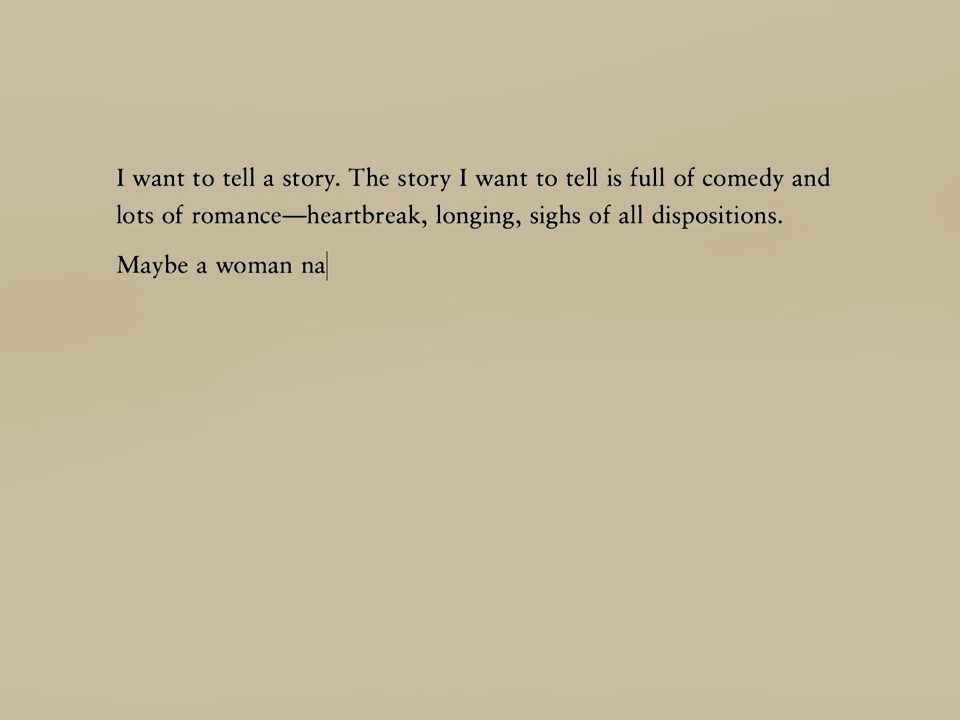 I want to tell a story. The story I want to tell is full of comedy and
lots of romance—heartbreak, longing, sighs of all dispositions.
Maybe a woman na